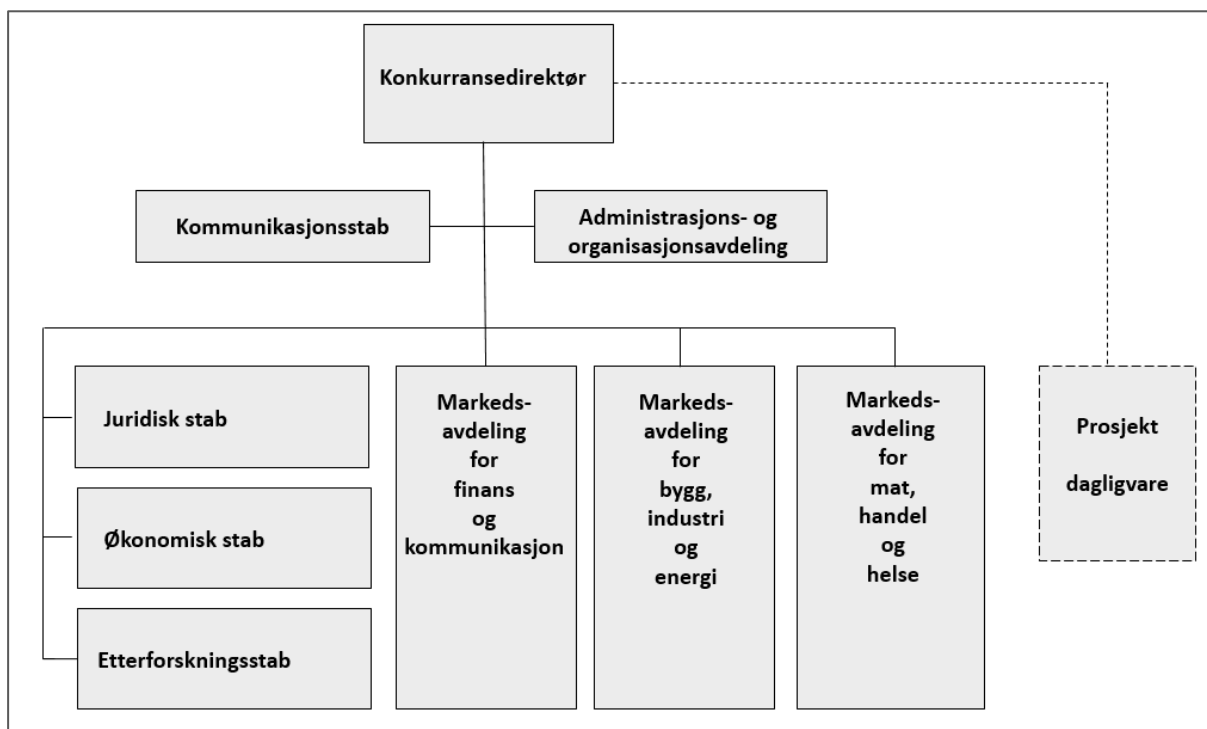 Konkurransedirektør
Kommunikasjonsstab
Administrasjons- og
organisasjonsavdeling
Juridisk stab
Økonomisk stab
Etterforskningsstab
Markeds-
avdeling
for
finans
og
kommunikasjon
Markeds-
avdeling
for
bygg,
industri
og
energi
Markeds-
avdeling
for
mat,
handel
og
helse
Prosjekt
dagligvare